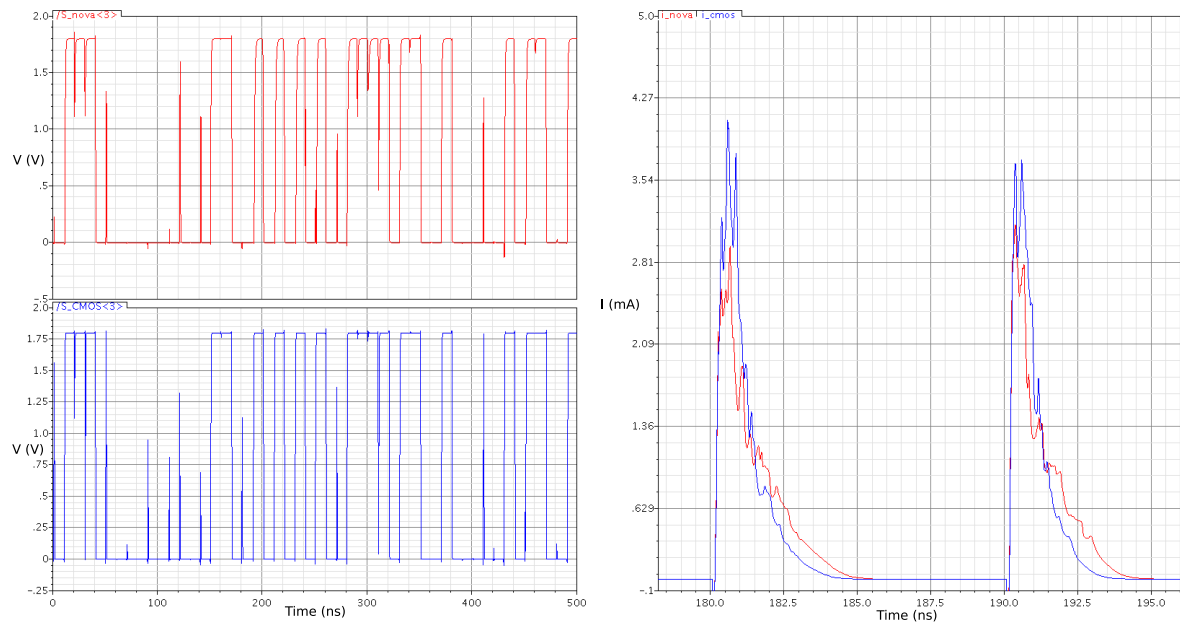 /S_nova<3>
2.0
1.5
1.0
.5
0
-.5
V (V)
/S_CMOS<3>
2.0
1.75
1.5
1.25
1.0
.75
.5
.25
0
-.25
V (V)
0 100 200 300 400 500
Time (ns)
i_nova i_cmos
5.0
4.27
3.54
2.81
2.09
1.36
.629
-.1
I (mA)
180.0 182.5 185.0 187.5 190.0 192.5 195.0
Time (ns)